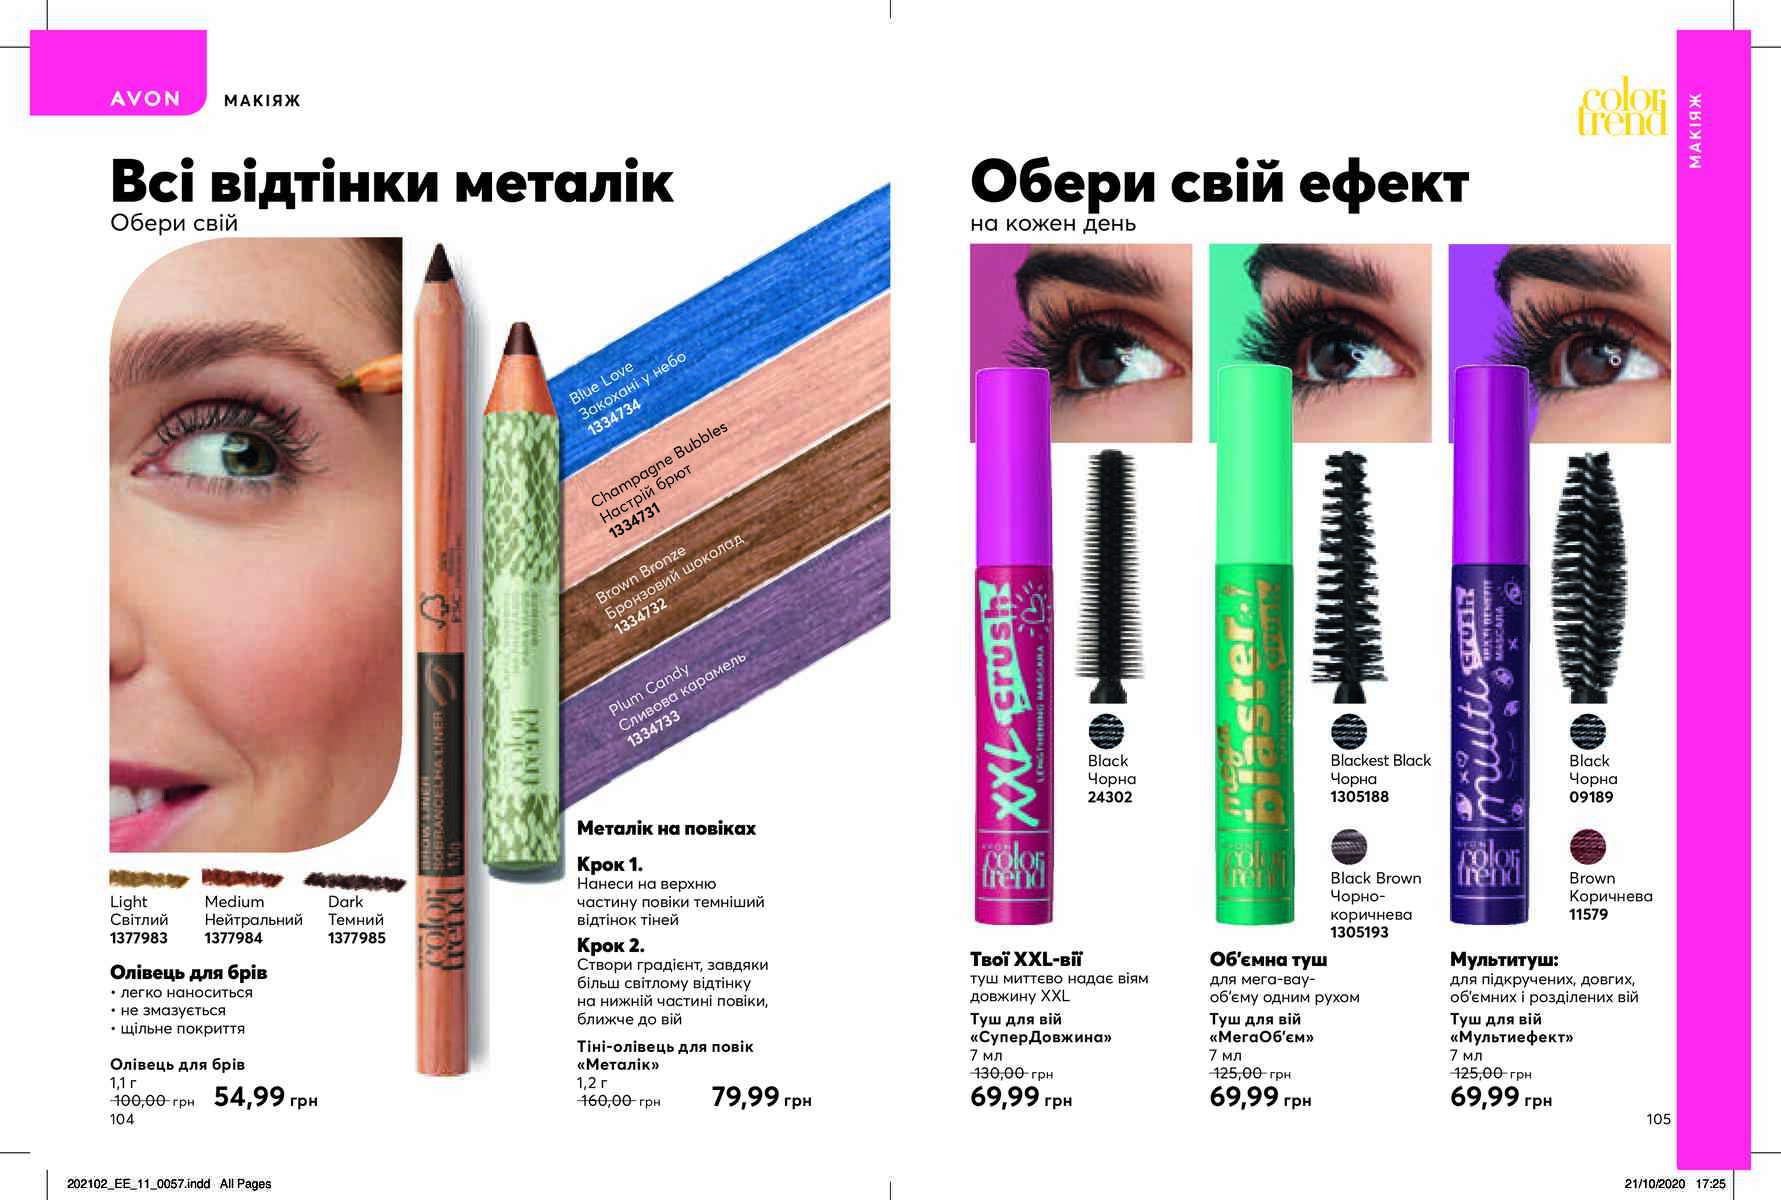 AVON
МАКІЯЖ
Всі відтінки металік
Обери свій
Blue Love
Закохані у небо
1334734
Champagne Bubbles
Настрій брют
1334731
Brown Bronze
Бронзовий шоколад
1334732
Plum Candy
Сливова карамель
1334733
FSC
BROW LINER
color
trend
color
trend
Light
Світлий
1377983
Medium
Нейтральний
1377984
Dark
Темний
1377985
Олівець для брів
• легко наноситься
• не змазується
• щільне покриття
Олівець для брів
1,1 г
100,00 грн 54,99 грн
104
Металік на повіках
Крок 1.
Нанеси на верхню
частину повіки темніший
відтінок тіней
Крок 2.
Створи градієнт, завдяки
більш світлому відтінку
на нижній частині повіки,
ближче до вій
Тіні-олівець для повік
«Металік»
1,2 г
160,00 грн 79,99 грн
color
trend
МАКІЯЖ
Обери свій ефект
на кожен день
XXL crush
LENGTHENING MASCARA
AVON
color
trend
Black
Чорна
24302
mega
blaster
AVON
color
trend
Blackest Black
Чорна
1305188
Black Brown
Чорно-
коричнева
1305193
multi crush
MULTI BENEFIT
MASCARA
AVON
color
trend
Black
Чорна
09189
Brown
Коричнева
11579
Твої XXL-вії
туш миттєво надає віям
довжину XXL
Туш для вій
«СуперДовжина»
7 мл
130,00 грн
69,99 грн
Об'ємна туш
для мега-вау-
об'єму одним рухом
Туш для вій
«МегаОб'єм»
7 мл
125,00 грн
69,99 грн
Мультитуш:
для підкручених, довгих,
об'ємних і розділених вій
Туш для вій
«Мультиефект»
7 мл
125,00 грн
69,99 грн
105
202102_EE_11_0057.indd All Pages
21/10/2020 17:25